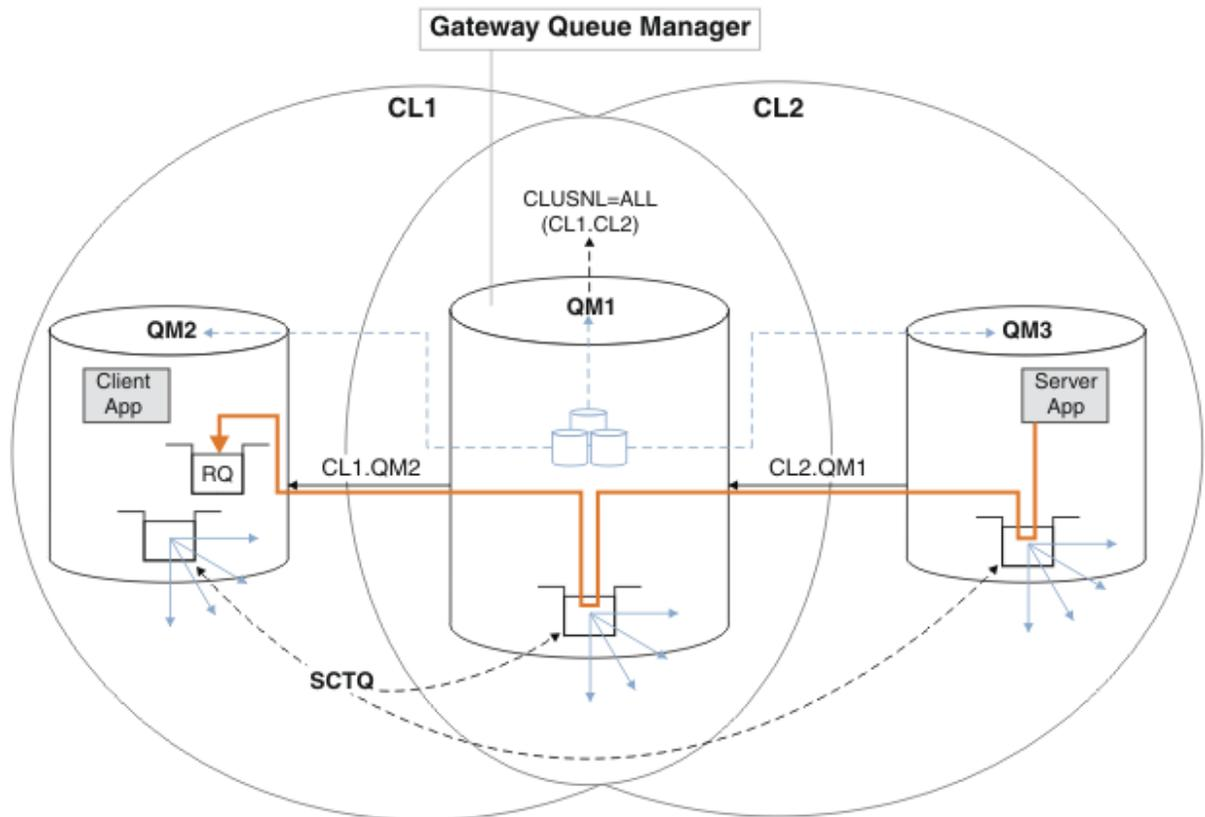 Gateway Queue Manager
CL1
CL2
CLUSNL=ALL
(CL1.CL2)
QM2
QM1
QM3
Client
App
Server
App
RQ
CL1.QM2
CL2.QM1
SCTQ